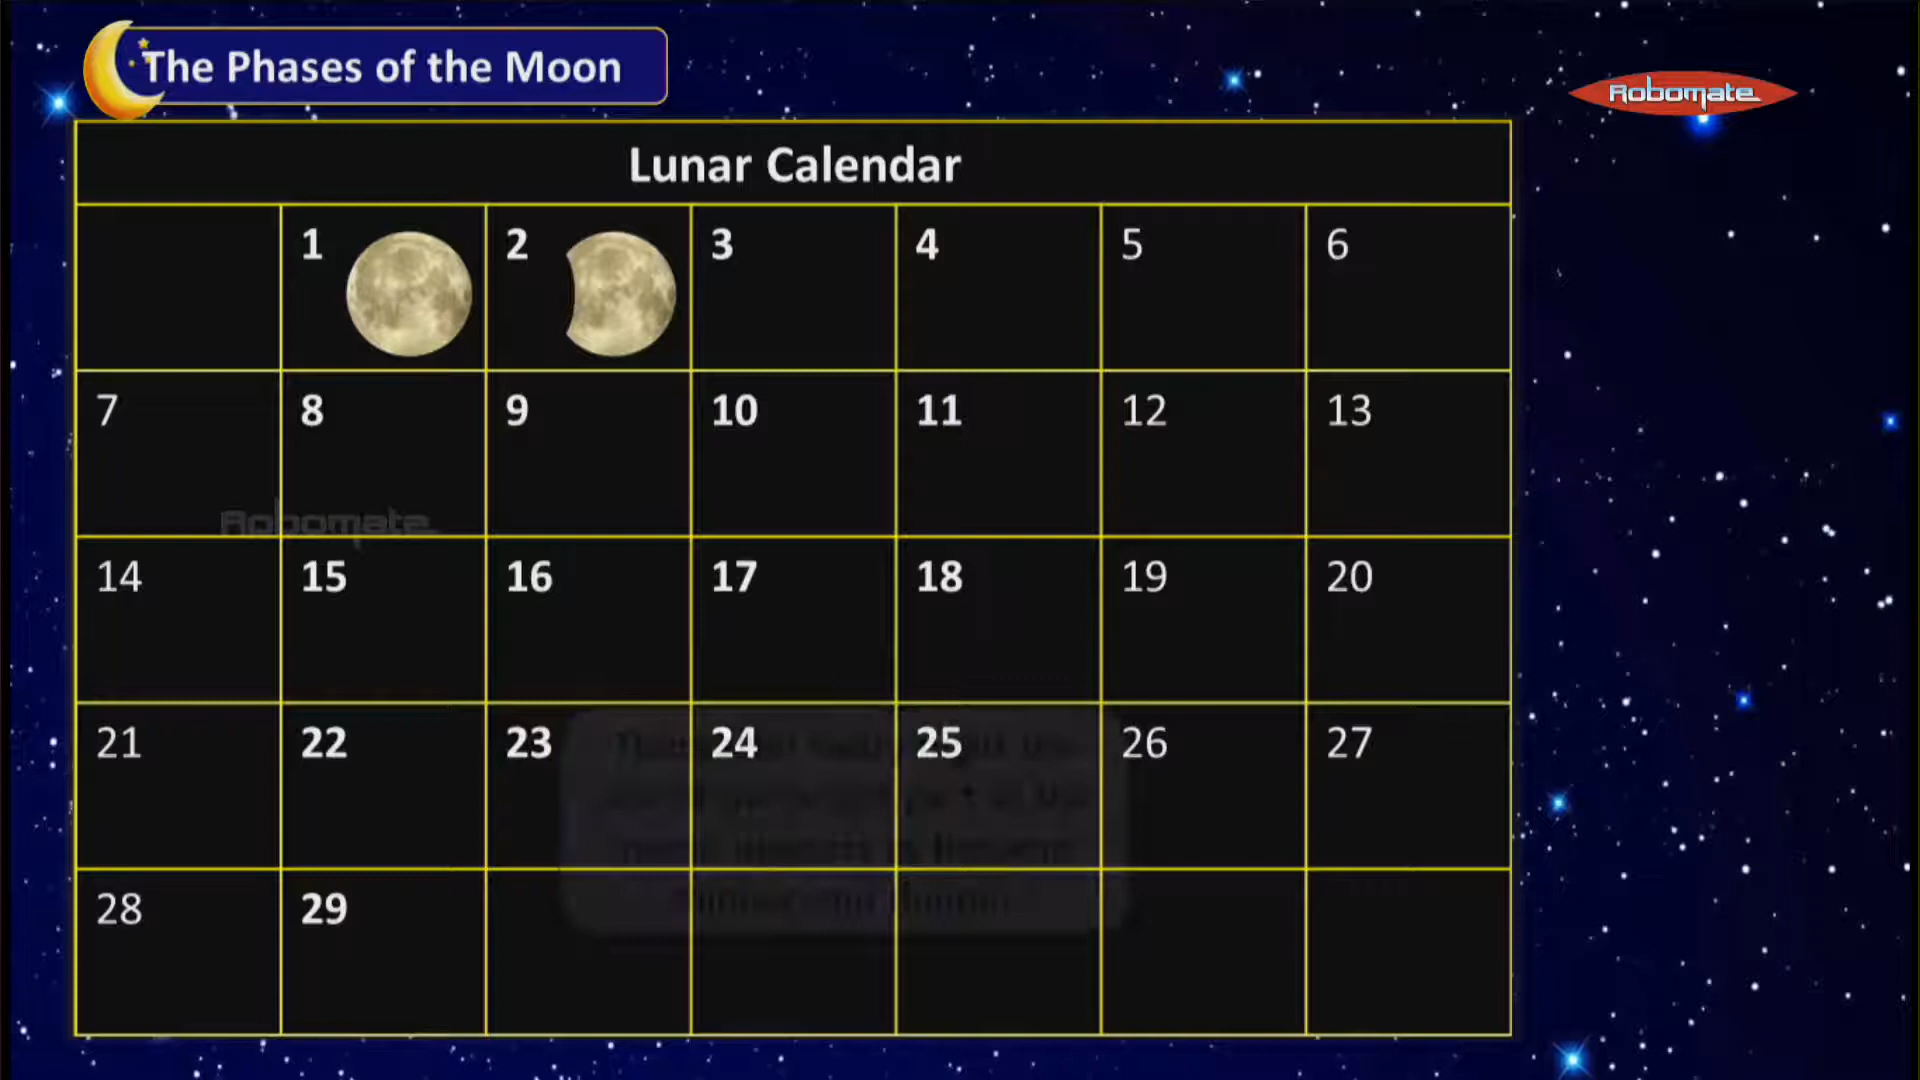 The Phases of the Moon
Robomate
Lunar Calendar
1 2 3 4 5 6
7 8 9 10 11 12 13
Robomate
14 15 16 17 18 19 20
21 22 23 24 25 26 27
28 29